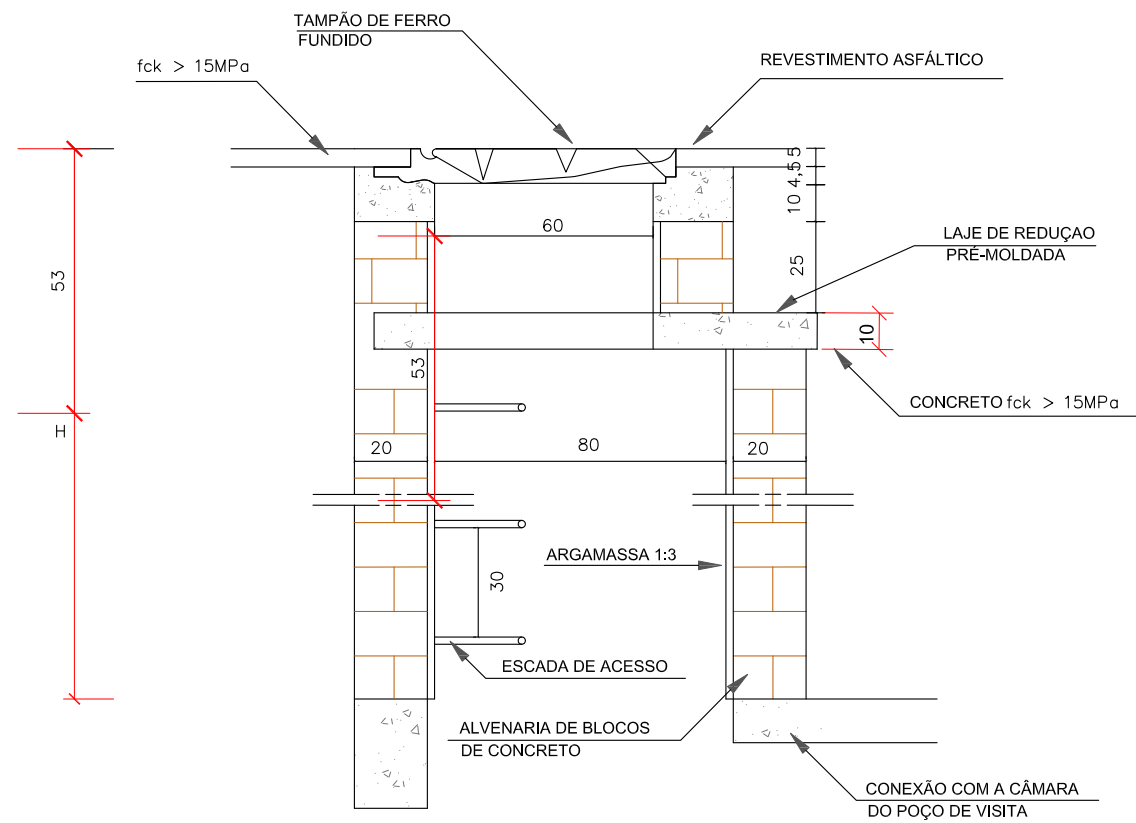 TAMPÃO DE FERRO
FUNDIDO
fck > 15MPa
REVESTIMENTO ASFÁLTICO
5
4,5
10
60
LAJE DE REDUÇAO
PRÉ-MOLDADA
25
53
10
53
CONCRETO fck > 15MPa
H
20
80
20
ARGAMASSA 1:3
30
ESCADA DE ACESSO
ALVENARIA DE BLOCOS
DE CONCRETO
CONEXÃO COM A CÂMARA
DO POÇO DE VISITA